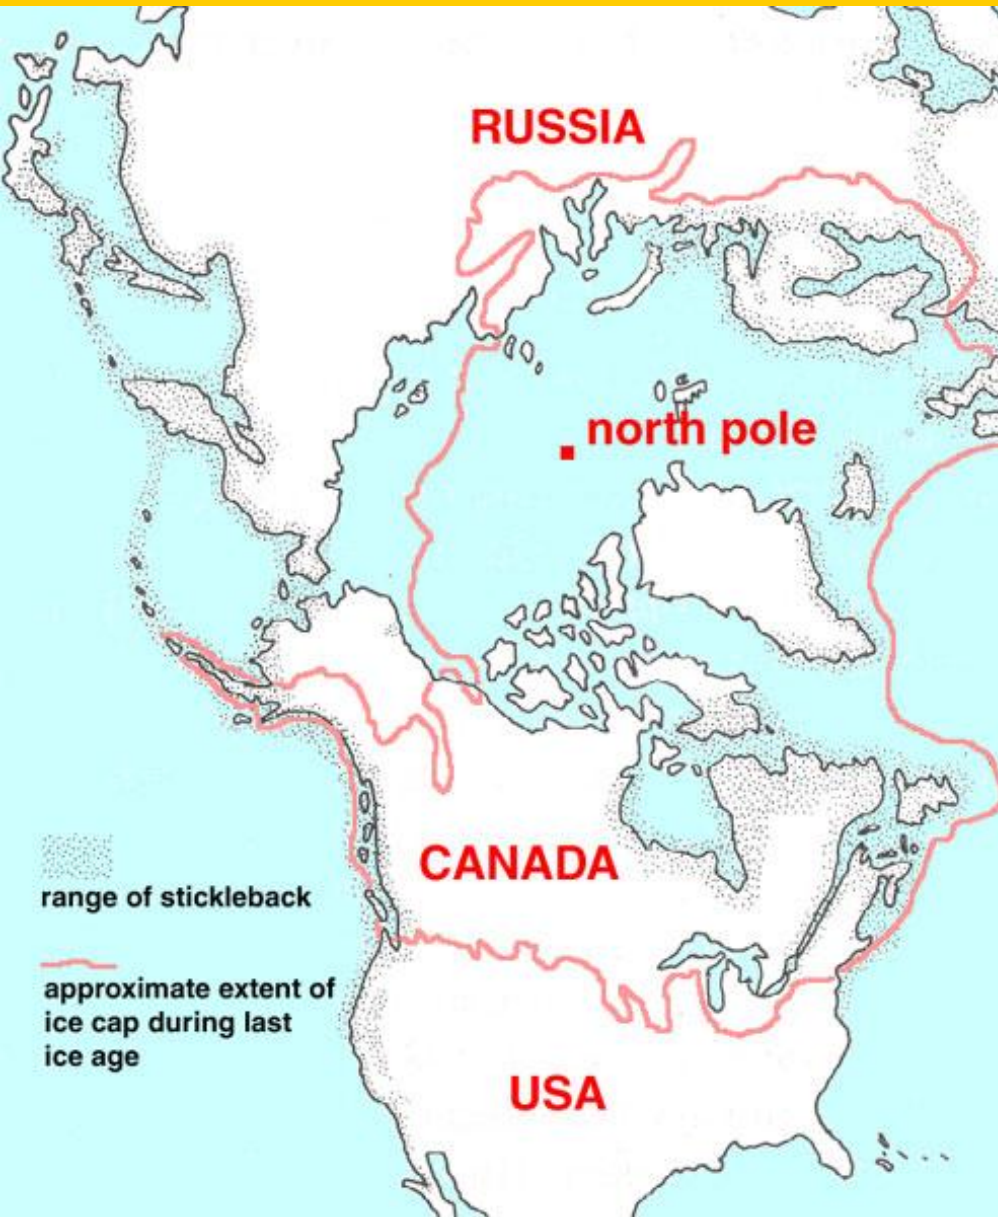 RUSSIA
north pole
CANADA
range of stickleback
approximate extent of
ice cap during last
ice age
USA